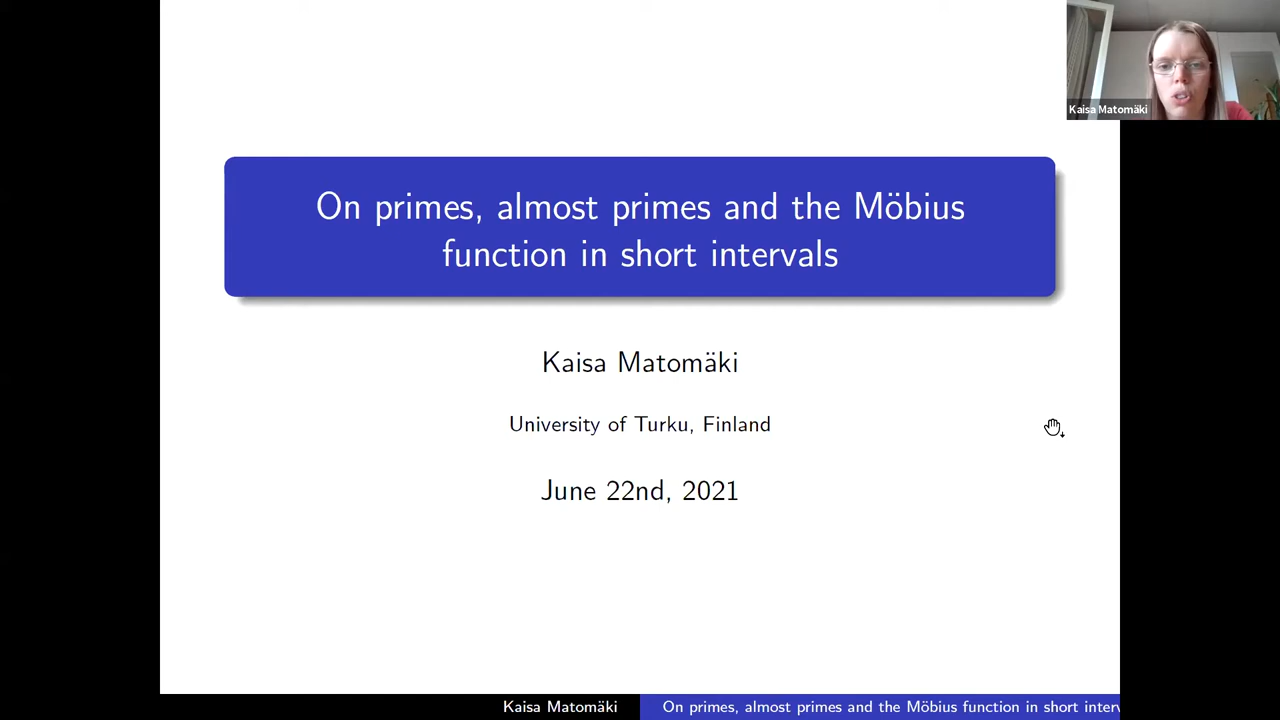 Kaisa Matomäki
On primes, almost primes and the Möbius
function in short intervals
Kaisa Matomäki
University of Turku, Finland
June 22nd, 2021
Kaisa Matomäki
On primes, almost primes and the Möbius function in short interv